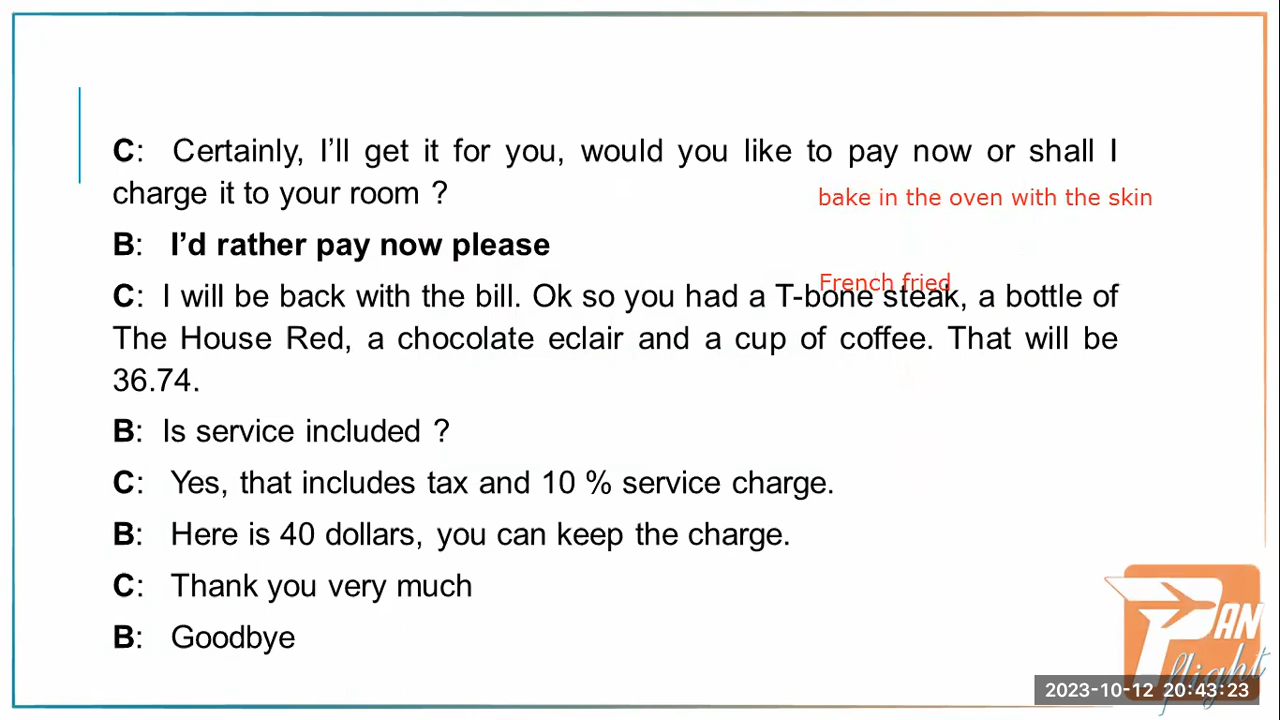 C: Certainly, I’ll get it for you, would you like to pay now or shall I
charge it to your room ?
bake in the oven with the skin
B: I’d rather pay now please
French fried
C: I will be back with the bill. Ok so you had a T-bone steak, a bottle of
The House Red, a chocolate eclair and a cup of coffee. That will be
36.74.
B: Is service included ?
C: Yes, that includes tax and 10 % service charge.
B: Here is 40 dollars, you can keep the charge.
C: Thank you very much
B: Goodbye
PAN
flight
2023-10-12 20:43:23